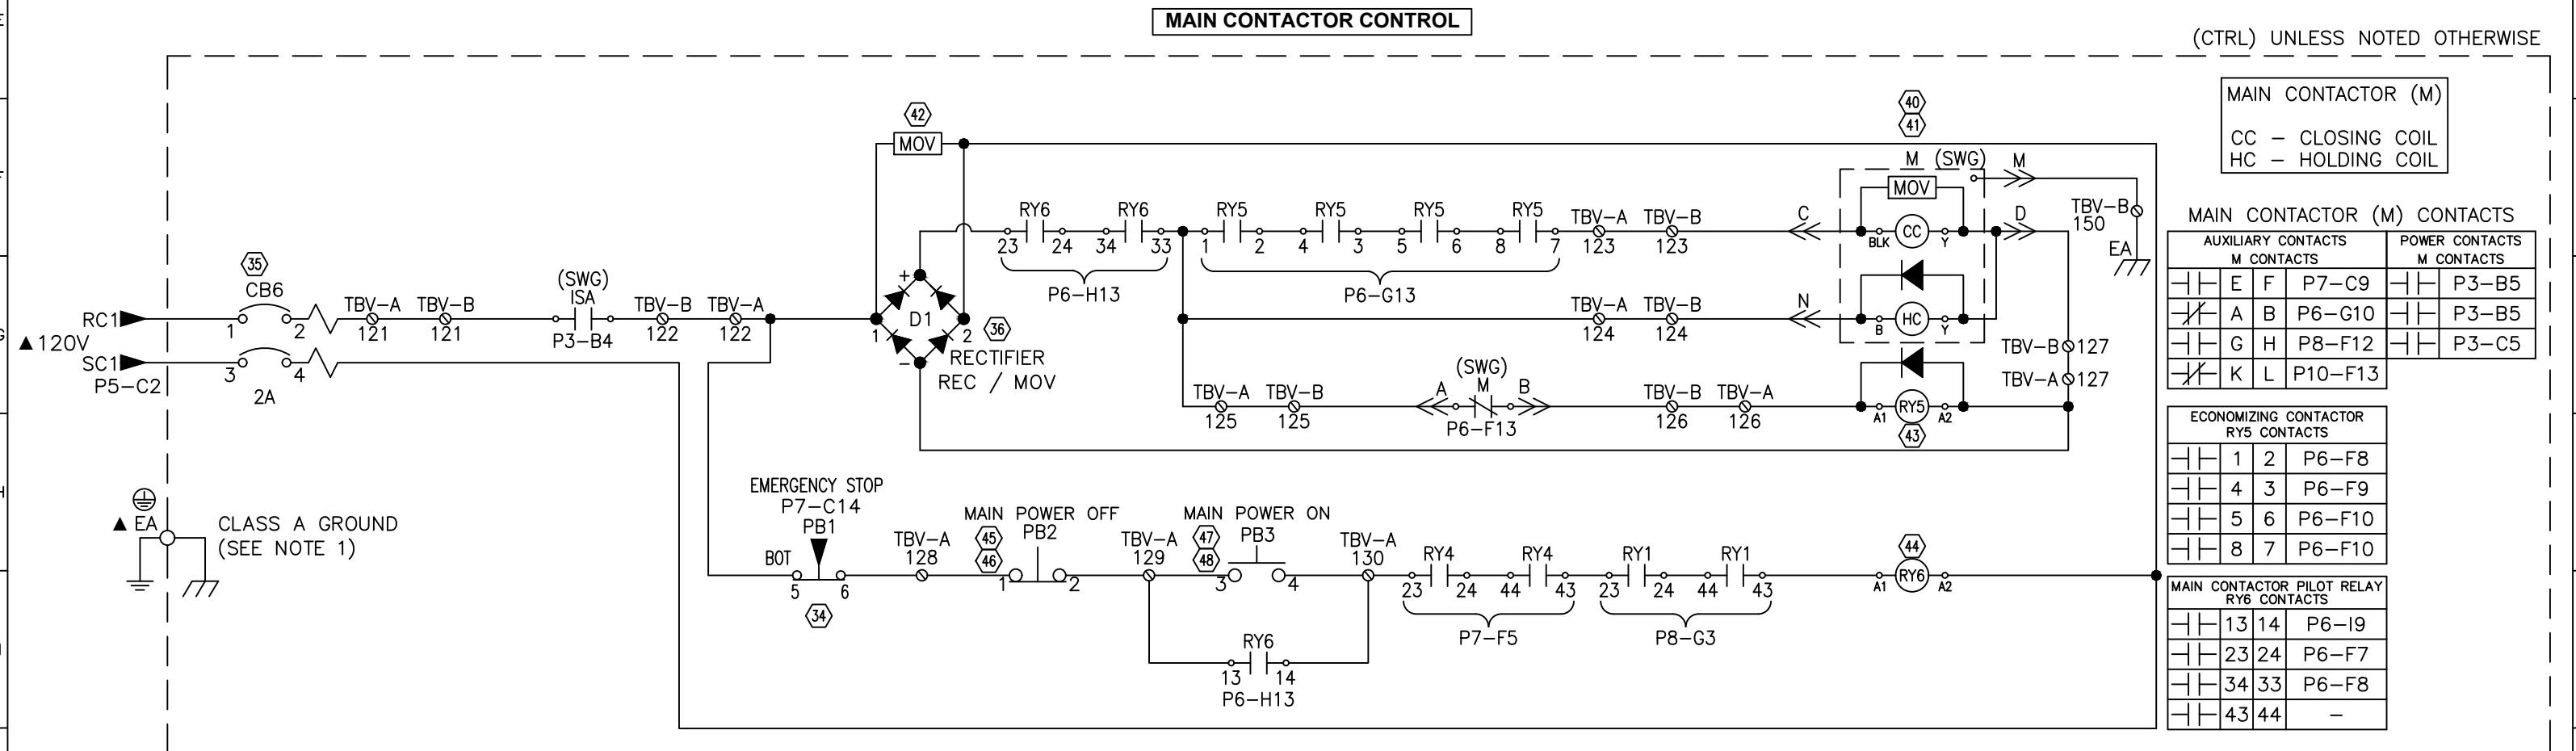 MAIN CONTACTOR CONTROL
(CTRL) UNLESS NOTED OTHERWISE
MAIN CONTACTOR (M)
CC – CLOSING COIL
HC – HOLDING COIL
42
MOV
40
41
M (SWG) M
MOV
TBV–B
150
EA
RY6 RY6 RY5 RY5 RY5 RY5 TBV–A TBV–B C CC D
23 24 34 33 1 2 4 3 5 6 8 7 123 123 BLK Y
P6–H13 P6–G13
35
CB6
(SWG)
ISA
RC1 1 2 TBV–A TBV–B TBV–B TBV–A
121 121 P3–B4 122 122
+
1 D1 2
–
36
RECTIFIER
REC / MOV
TBV–A TBV–B N HC
124 124 B Y
▲120V
SC1 3 4
P5–C2
2A
TBV–B 127
TBV–A 127
(SWG)
TBV–A TBV–B A M B TBV–B TBV–A RY5
125 125 P6–F13 126 126 A1 A2
43
▲ EA
CLASS A GROUND
(SEE NOTE 1)
EMERGENCY STOP
P7–C14
PB1
BOT
5 6
34
TBV–A
128
MAIN POWER OFF
45
46
PB2
1 2
TBV–A
129
MAIN POWER ON
47
48
PB3
3 4
TBV–A
130
RY4 RY4 RY1 RY1
23 24 44 43 23 24 44 43
P7–F5 P8–G3
44
RY6
A1 A2
RY6
13 14
P6–H13
MAIN CONTACTOR (M) CONTACTS
AUXILIARY CONTACTS POWER CONTACTS
M CONTACTS M CONTACTS
E F P7–C9 P3–B5
A B P6–G10 P3–B5
G H P8–F12 P3–C5
K L P10–F13
ECONOMIZING CONTACTOR
RY5 CONTACTS
1 2 P6–F8
4 3 P6–F9
5 6 P6–F10
8 7 P6–F10
MAIN CONTACTOR PILOT RELAY
RY6 CONTACTS
13 14 P6–I9
23 24 P6–F7
34 33 P6–F8
43 44 –